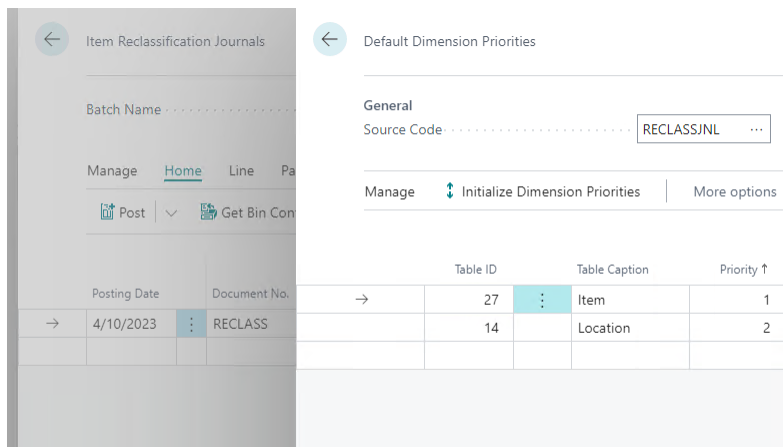 Item Reclassification Journals
Batch Name
Manage Home Line Pa
Post Get Bin Con
Posting Date Document No.
4/10/2023 RECLASS
Default Dimension Priorities
General
Source Code RECLASSJNL ...
Manage Initialize Dimension Priorities More options
Table ID Table Caption Priority ↑
27 Item 1
14 Location 2